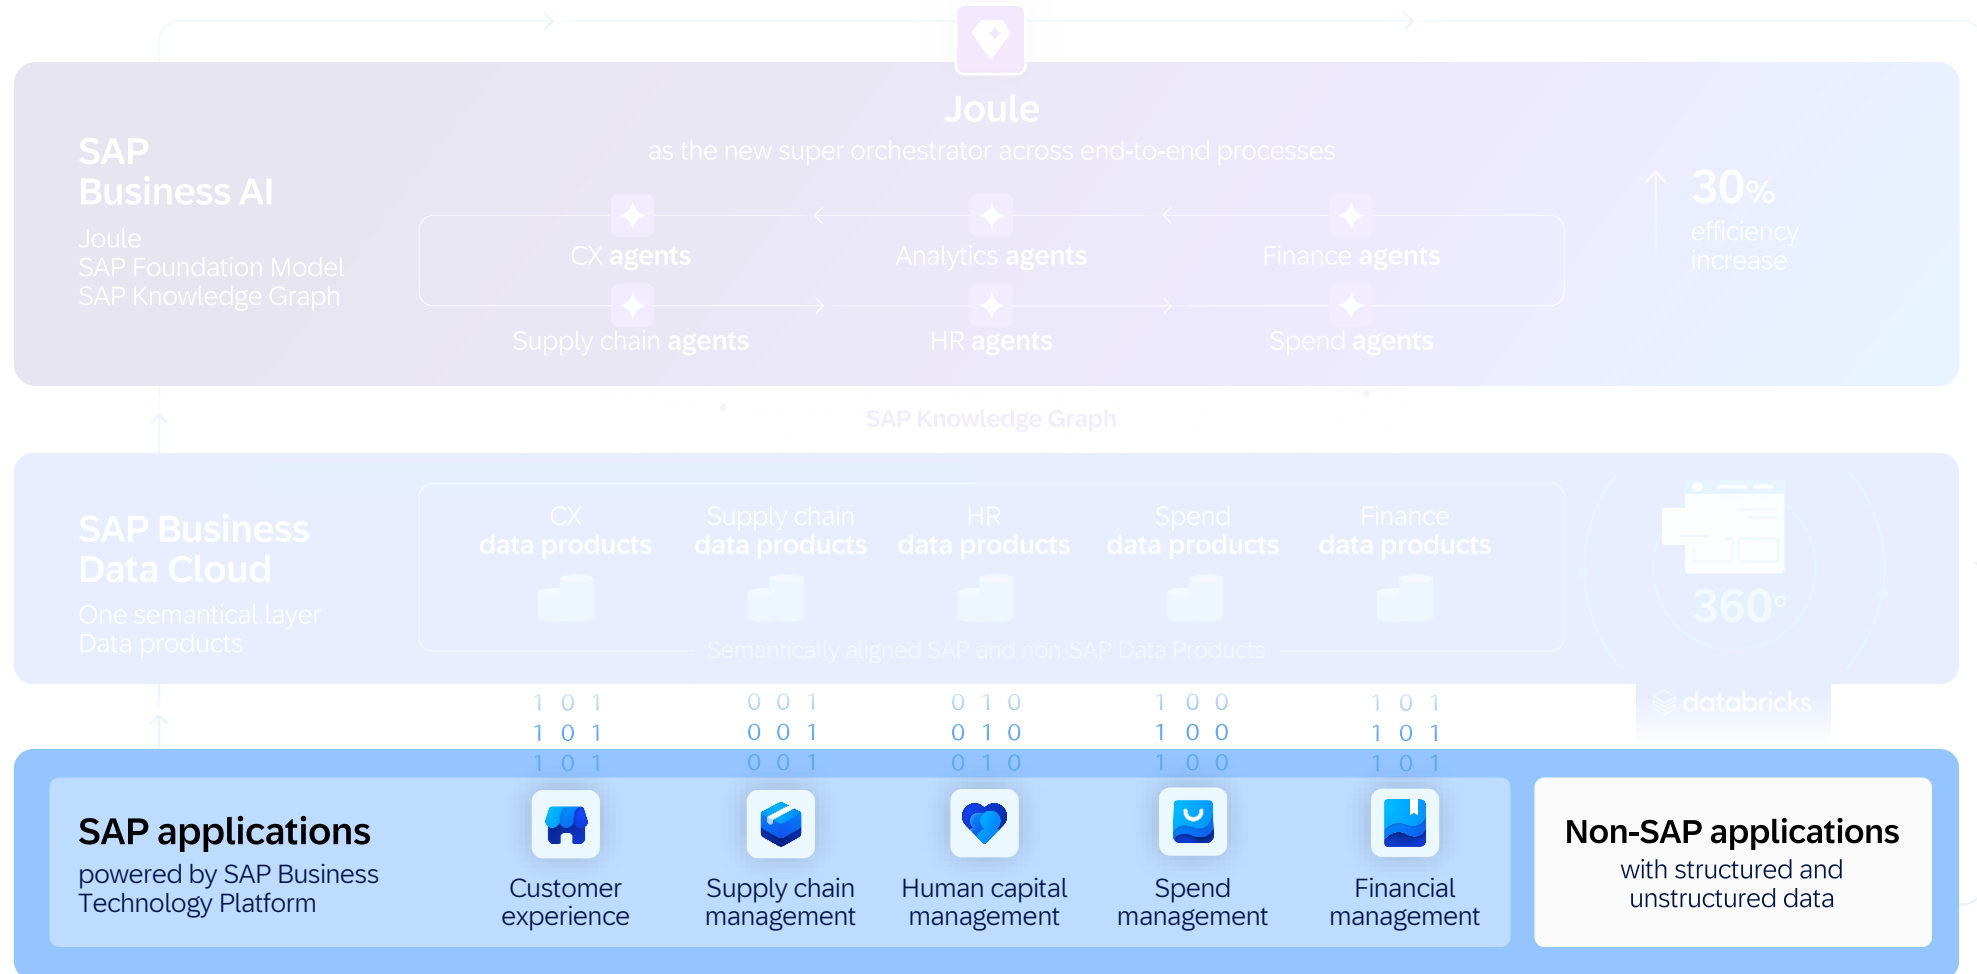 Joule
as the new super orchestrator across end-to-end processes
SAP
Business AI
Joule
SAP Foundation Model
SAP Knowledge Graph
CX agents
Analytics agents
Finance agents
Supply chain agents
HR agents
Spend agents
30%
efficiency
increase
SAP Knowledge Graph
SAP Business
Data Cloud
One semantical layer
Data products
CX
data products
Supply chain
data products
HR
data products
Spend
data products
Finance
data products
Semantically aligned SAP and non-SAP Data Products
360°
databricks
1 0 1 0 0 1 0 1 0 1 0 0 1 0 1
1 0 1 0 0 1 0 1 0 1 0 0 1 0 1
1 0 1 0 0 1 0 1 0 1 0 0 1 0 1
SAP applications
powered by SAP Business
Technology Platform
Customer
experience
Supply chain
management
Human capital
management
Spend
management
Financial
management
Non-SAP applications
with structured and
unstructured data